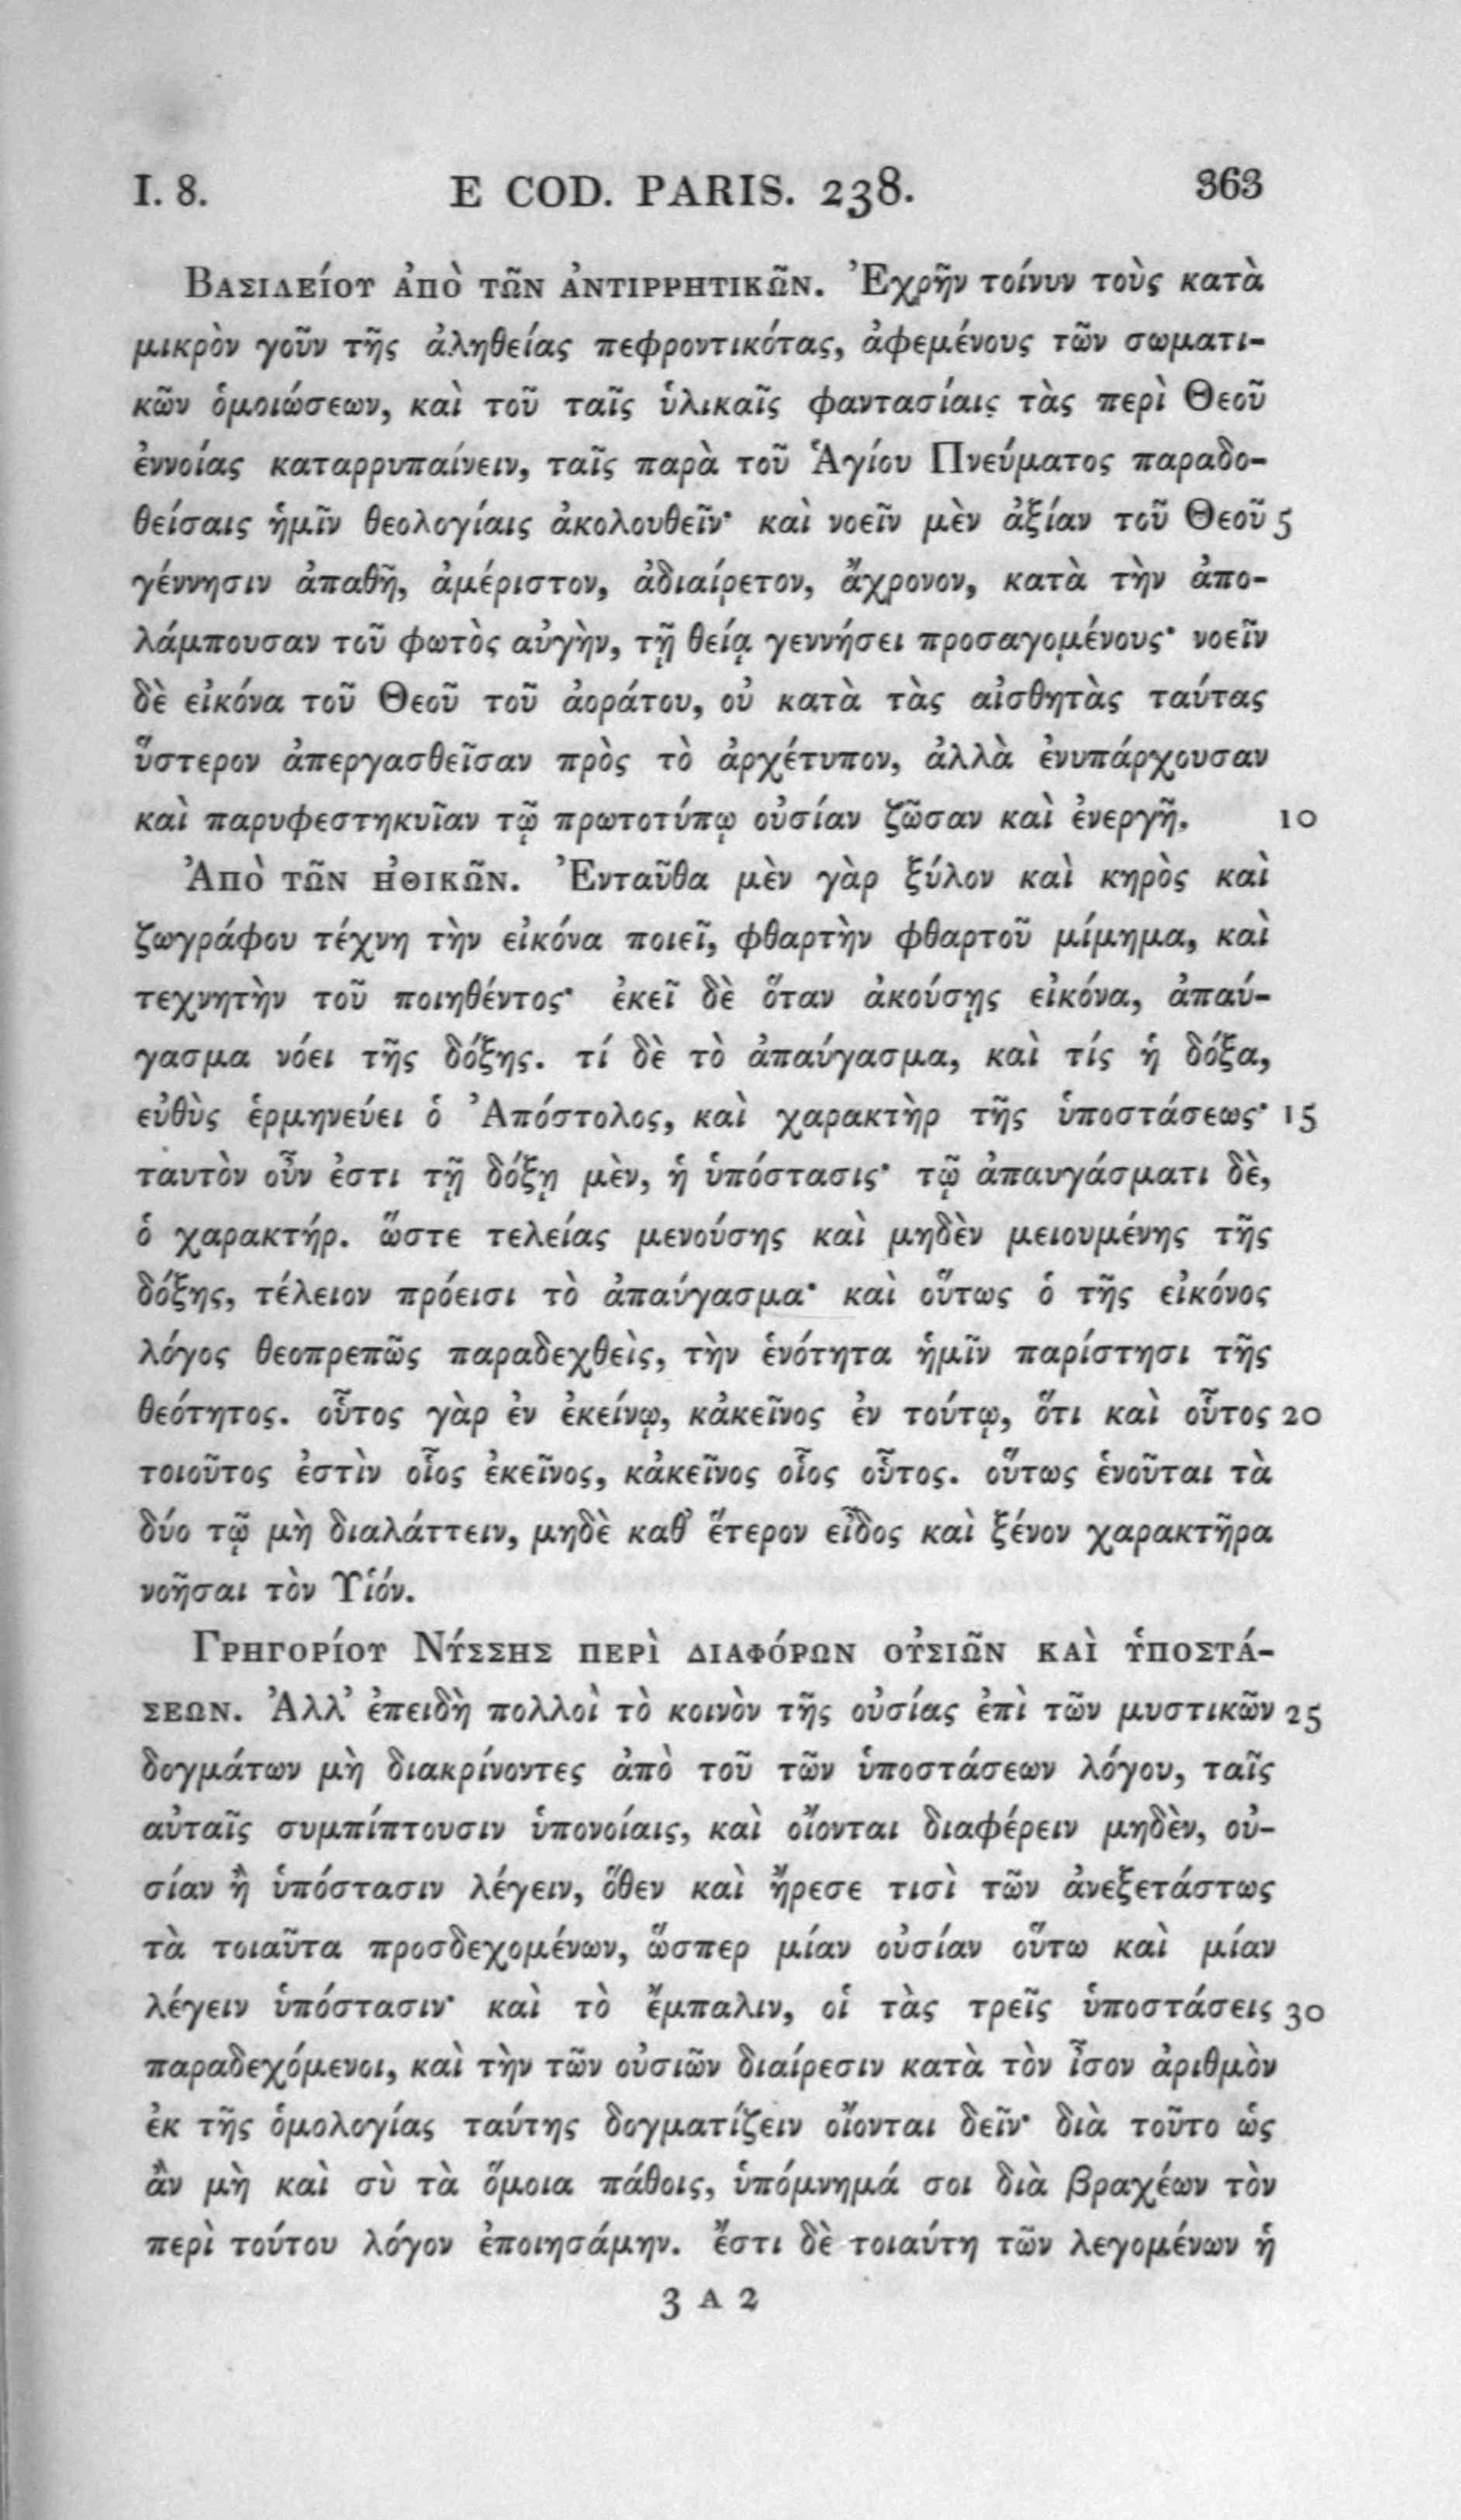 I. 8. E COD. PARIS. 238. 363
Βασιλείου ἀπὸ τῶν ἀντιρρητικῶν. Ἐχρῆν τοίνυν τοὺς κατὰ
μικρὸν γοῦν τῆς ἀληθείας πεφροντικότας, ἀφεμένους τῶν σωματι-
κῶν ὁμοιώσεων, καὶ τοῦ ταῖς ὑλικαῖς φαντασίαις τὰς περὶ Θεοῦ
ἐννοίας καταρρυπαίνειν, ταῖς παρὰ τοῦ Ἁγίου Πνεύματος παραδο-
θείσαις ἡμῖν θεολογίαις ἀκολουθεῖν· καὶ νοεῖν μὲν ἀξίαν τοῦ Θεοῦ 5
γέννησιν ἀπαθῆ, ἀμέριστον, ἀδιαίρετον, ἄχρονον, κατὰ τὴν ἀπο-
λάμπουσαν τοῦ φωτὸς αὐγὴν, τῇ θείᾳ γεννήσει προσαγομένους· νοεῖν
δὲ εἰκόνα τοῦ Θεοῦ τοῦ ἀοράτου, οὐ κατὰ τὰς αἰσθητὰς ταύτας
ὕστερον ἀπεργασθεῖσαν πρὸς τὸ ἀρχέτυπον, ἀλλὰ ἐνυπάρχουσαν
καὶ παρυφεστηκυῖαν τῷ πρωτοτύπῳ οὐσίαν ζῶσαν καὶ ἐνεργῆ. 10
Ἀπὸ τῶν ἠθικῶν. Ἐνταῦθα μὲν γὰρ ξύλον καὶ κηρὸς καὶ
ζωγράφου τέχνη τὴν εἰκόνα ποιεῖ, φθαρτὴν φθαρτοῦ μίμημα, καὶ
τεχνητὴν τοῦ ποιηθέντος· ἐκεῖ δὲ ὅταν ἀκούσῃς εἰκόνα, ἀπαύ-
γασμα νόει τῆς δόξης. τί δὲ τὸ ἀπαύγασμα, καὶ τίς ἡ δόξα,
εὐθὺς ἑρμηνεύει ὁ Ἀπόστολος, καὶ χαρακτὴρ τῆς ὑποστάσεως· 15
ταυτὸν οὖν ἐστι τῇ δόξῃ μὲν, ἡ ὑπόστασις· τῷ ἀπαυγάσματι δὲ,
ὁ χαρακτήρ. ὥστε τελείας μενούσης καὶ μηδὲν μειουμένης τῆς
δόξης, τέλειον πρόεισι τὸ ἀπαύγασμα· καὶ οὕτως ὁ τῆς εἰκόνος
λόγος θεοπρεπῶς παραδεχθεὶς, τὴν ἑνότητα ἡμῖν παρίστησι τῆς
θεότητος. οὗτος γὰρ ἐν ἐκείνῳ, κἀκεῖνος ἐν τούτῳ, ὅτι καὶ οὗτος 20
τοιοῦτος ἐστὶν οἷος ἐκεῖνος, κἀκεῖνος οἷος οὗτος. οὕτως ἑνοῦται τὰ
δύο τῷ μὴ διαλάττειν, μηδὲ καθ' ἕτερον εἶδος καὶ ξένον χαρακτῆρα
νοῆσαι τὸν Υἱόν.
Γρηγορίου Νύσσης περὶ διαφόρων οὐσιῶν καὶ ὑποστά-
σεων. Ἀλλ' ἐπειδὴ πολλοὶ τὸ κοινὸν τῆς οὐσίας ἐπὶ τῶν μυστικῶν 25
δογμάτων μὴ διακρίνοντες ἀπὸ τοῦ τῶν ὑποστάσεων λόγου, ταῖς
αὐταῖς συμπίπτουσιν ὑπονοίαις, καὶ οἴονται διαφέρειν μηδὲν, οὐ-
σίαν ἢ ὑπόστασιν λέγειν, ὅθεν καὶ ἤρεσε τισὶ τῶν ἀνεξετάστως
τὰ τοιαῦτα προσδεχομένων, ὥσπερ μίαν οὐσίαν οὕτω καὶ μίαν
λέγειν ὑπόστασιν· καὶ τὸ ἔμπαλιν, οἱ τὰς τρεῖς ὑποστάσεις 30
παραδεχόμενοι, καὶ τὴν τῶν οὐσιῶν διαίρεσιν κατὰ τὸν ἶσον ἀριθμὸν
ἐκ τῆς ὁμολογίας ταύτης δογματίζειν οἴονται δεῖν· διὰ τοῦτο ὡς
ἂν μὴ καὶ σὺ τὰ ὅμοια πάθοις, ὑπόμνημά σοι διὰ βραχέων τὸν
περὶ τούτου λόγον ἐποιησάμην. ἔστι δὲ τοιαύτη τῶν λεγομένων ἡ
3 A 2